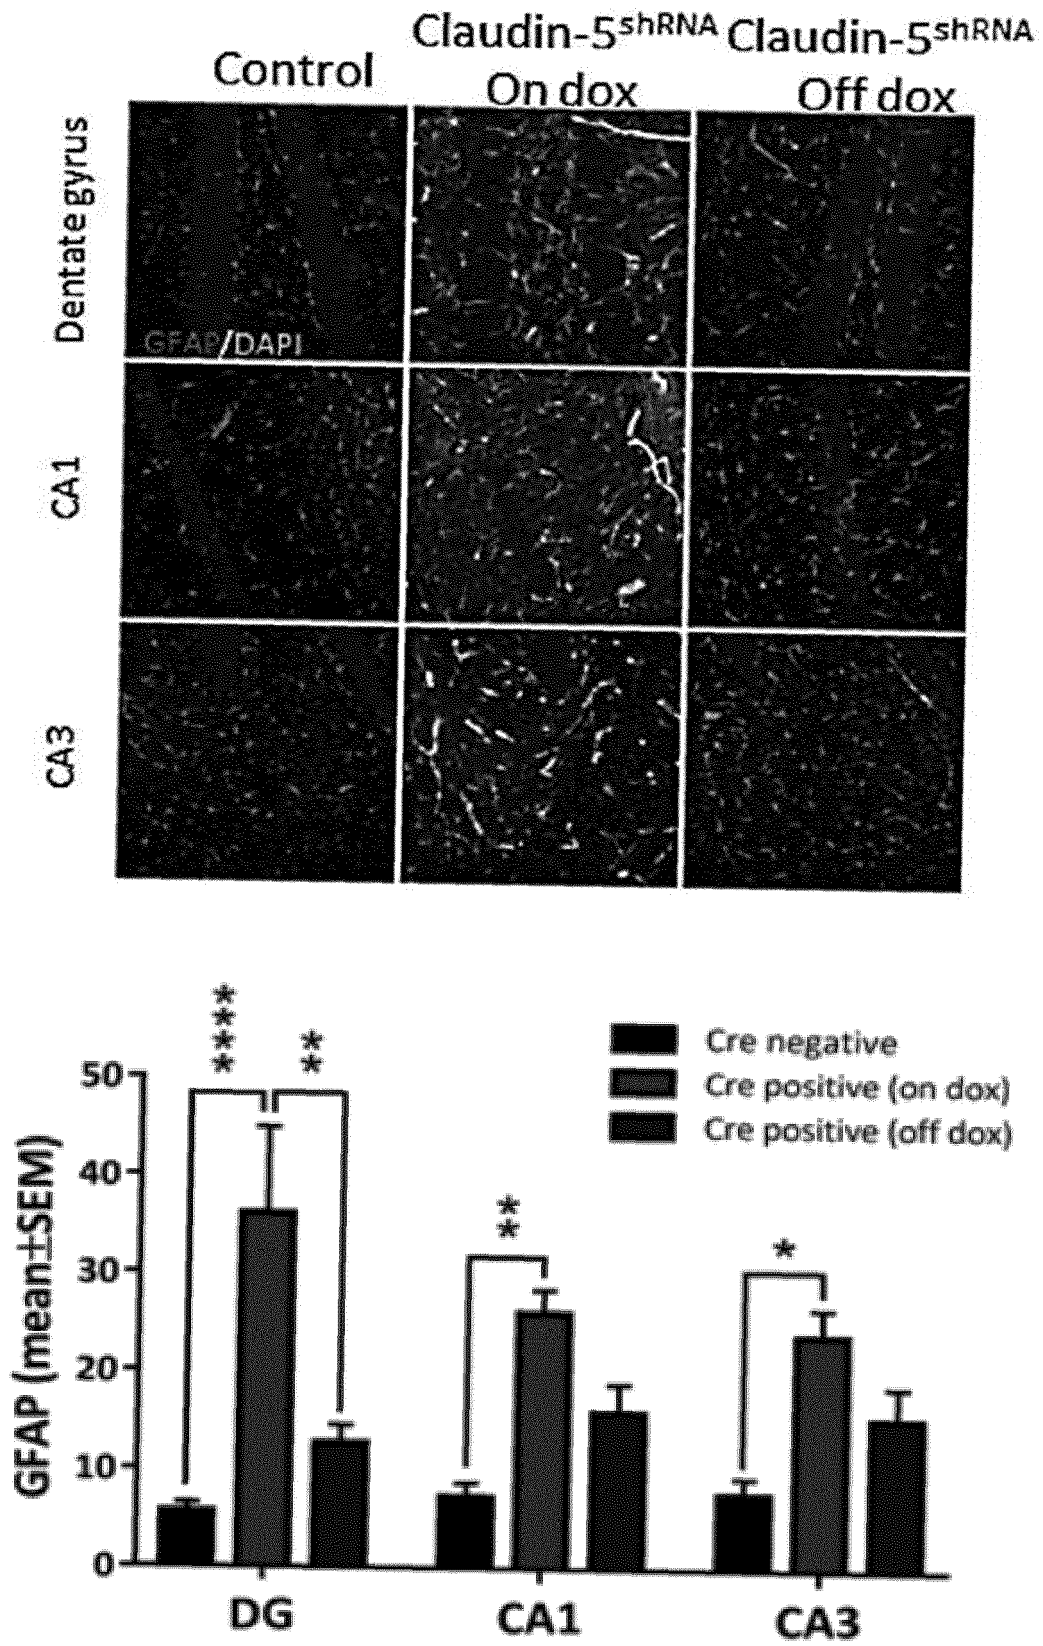 Claudin-5shRNA Claudin-5shRNA
Control On dox Off dox
Dentate gyrus
GFAP/DAPI
CA1
CA3
****
**
50
40
30
20
10
0
GFAP (mean±SEM)
**
*
Cre negative
Cre positive (on dox)
Cre positive (off dox)
DG CA1 CA3